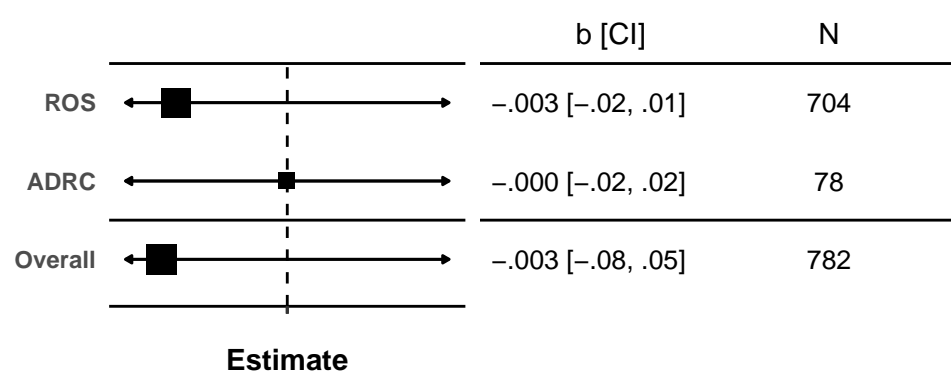 b [CI] N
ROS −.003 [−.02, .01] 704
ADRC −.000 [−.02, .02] 78
Overall −.003 [−.08, .05] 782
Estimate